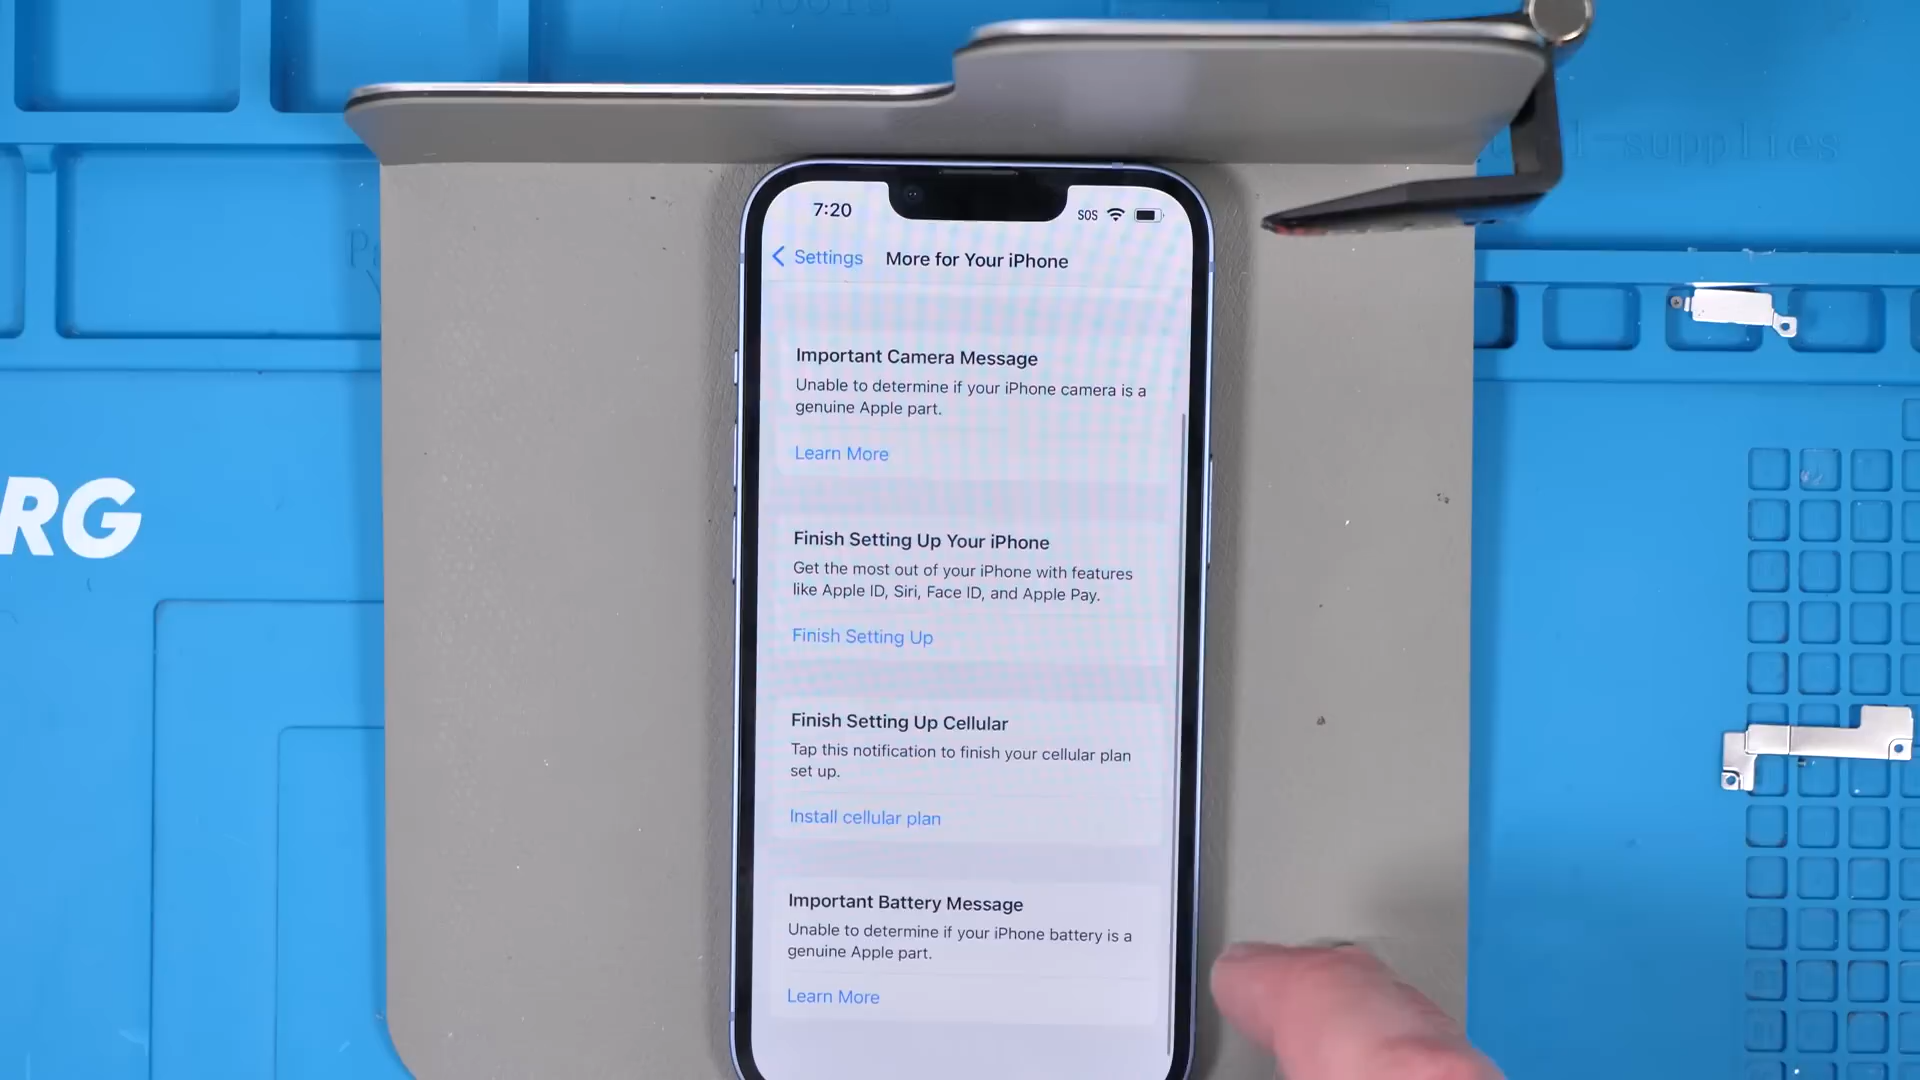 7:20
SOS
Settings
More for Your iPhone
Important Camera Message
Unable to determine if your iPhone camera is a
genuine Apple part.
Learn More
Finish Setting Up Your iPhone
Get the most out of your iPhone with features
like Apple ID, Siri, Face ID, and Apple Pay.
Finish Setting Up
Finish Setting Up Cellular
Tap this notification to finish your cellular plan
set up.
Install cellular plan
Important Battery Message
Unable to determine if your iPhone battery is a
genuine Apple part.
Learn More
RG
supplies